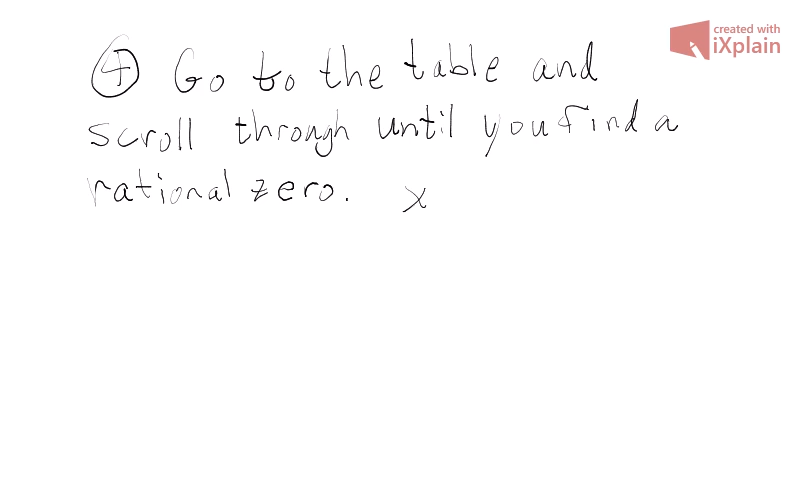 created with
iXplain
④ Go to the table and
scroll through until you find a
rational zero. x